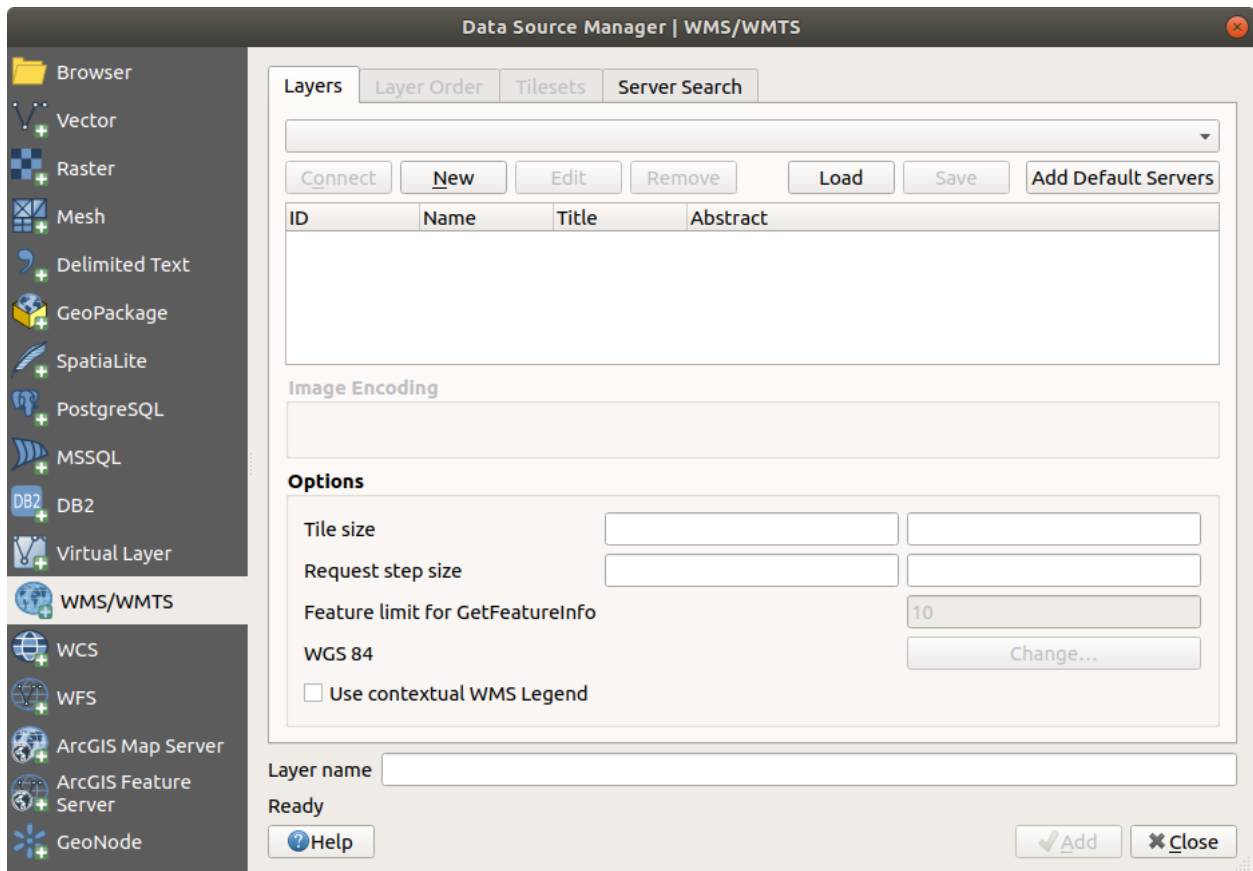 Data Source Manager | WMS/WMTS
Browser
Vector
Raster
Mesh
Delimited Text
GeoPackage
SpatiaLite
PostgreSQL
MSSQL
DB2
DB2
Virtual Layer
WMS/WMTS
WCS
WFS
ArcGIS Map Server
ArcGIS Feature
Server
GeoNode
Layers Layer Order Tilesets Server Search
Connect New Edit Remove Load Save Add Default Servers
ID Name Title Abstract
Image Encoding
Options
Tile size
Request step size
Feature limit for GetFeatureInfo 10
WGS 84 Change...
Use contextual WMS Legend
Layer name
Ready
Help Add Close